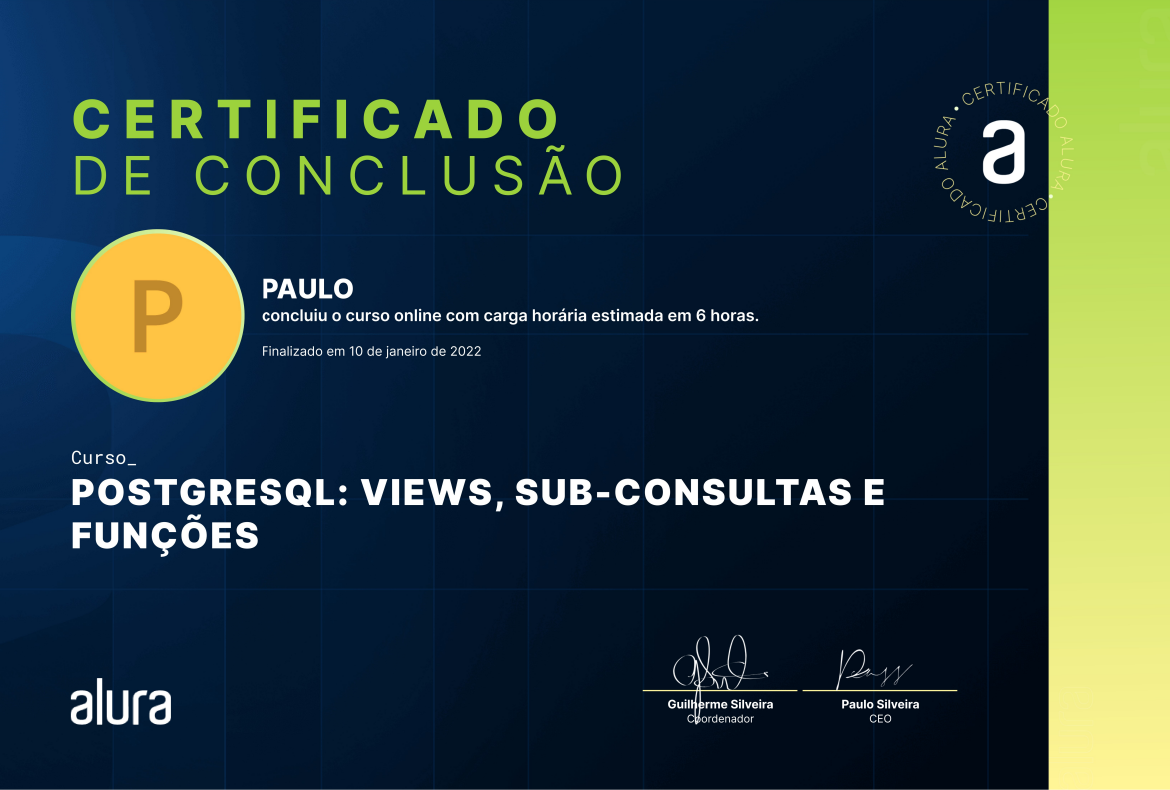 CERTIFICADO
DE CONCLUSÃO
CERTIFICADO ALURA • CERTIFICADO ALURA •
a
P
PAULO
concluiu o curso online com carga horária estimada em 6 horas.
Finalizado em 10 de janeiro de 2022
Curso_
POSTGRESQL: VIEWS, SUB-CONSULTAS E
FUNÇÕES
alura
Guilherme Silveira
Coordenador
Paulo Silveira
CEO